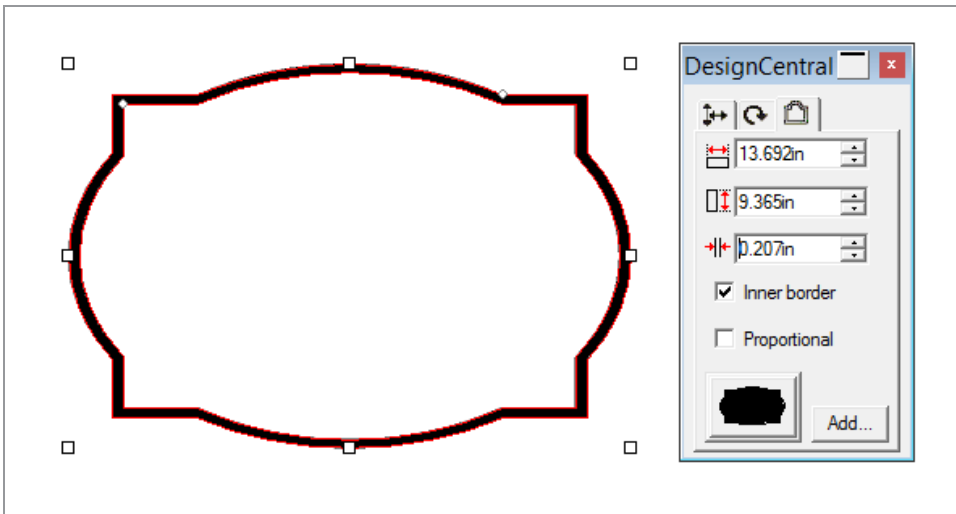 DesignCentral
13.692in
9.365in
0.207in
Inner border
Proportional
Add...